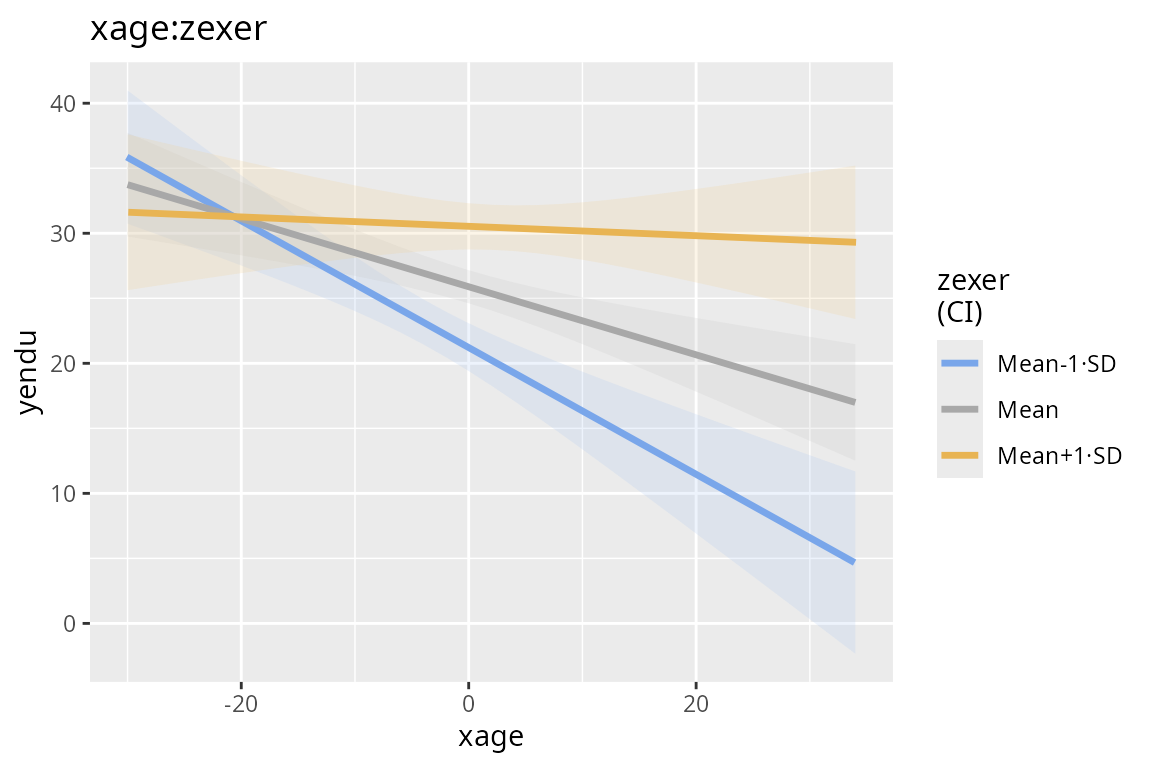 xage:zexer
40
30
20
10
0
yendu
-20
0
20
xage
zexer
(CI)
Mean-1·SD
Mean
Mean+1·SD